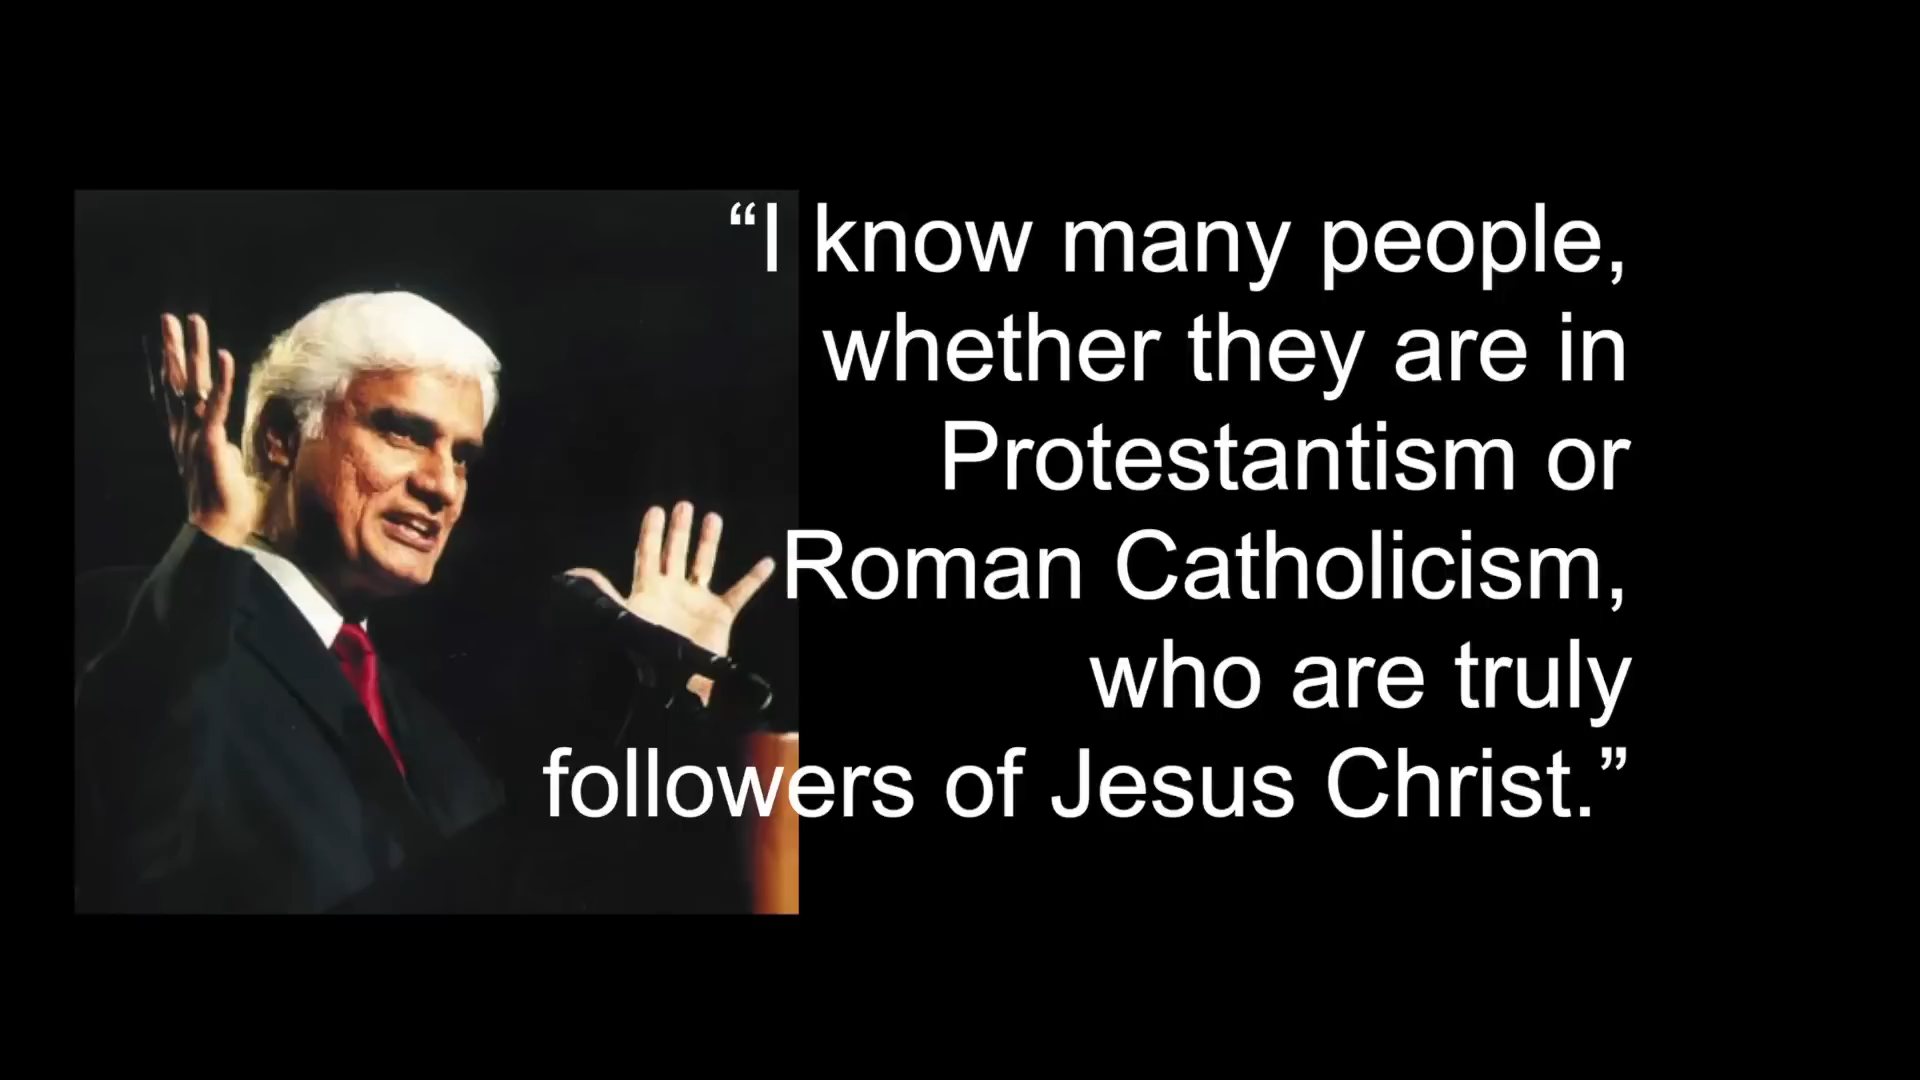 “I know many people,
whether they are in
Protestantism or
Roman Catholicism,
who are truly
followers of Jesus Christ.”